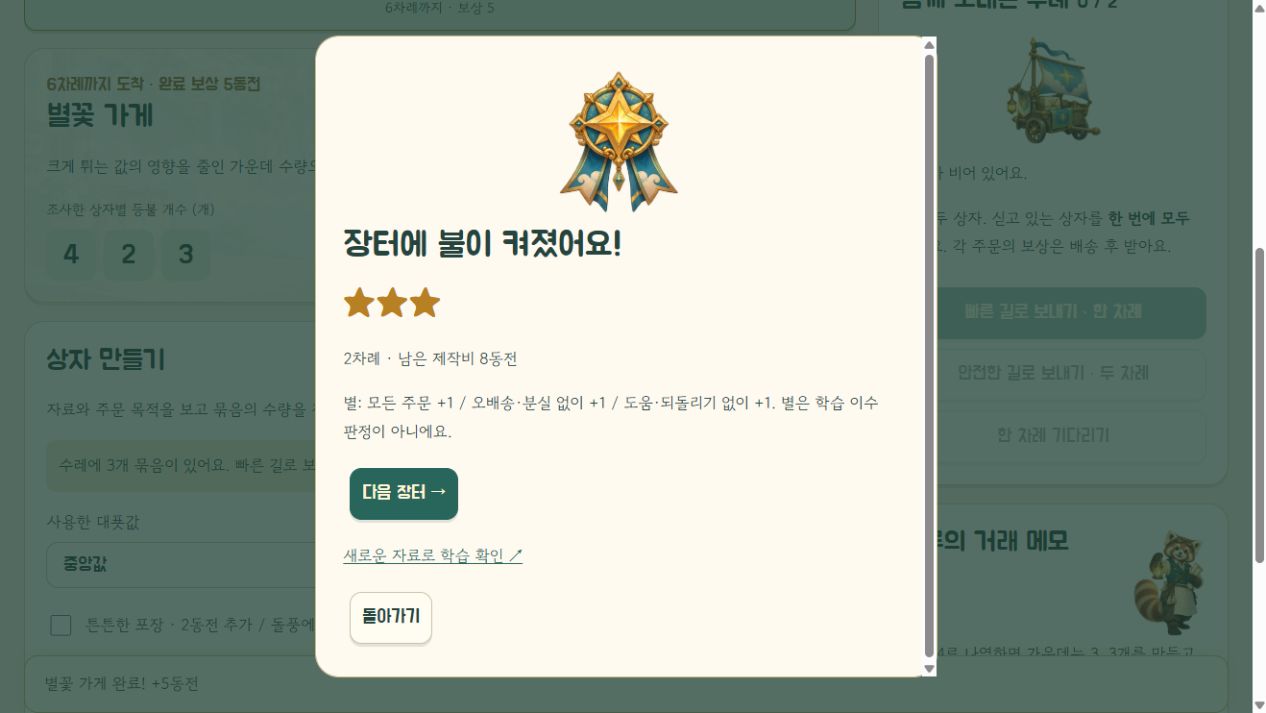 6차례까지 · 보상 5
6차례까지 도착 · 완료 보상 5동전
별꽃 가게
크게 튀는 값의 영향을 줄인 가운데 수량으
조사한 상자별 등불 개수 (개)
4 2 3
상자 만들기
자료와 주문 목적을 보고 묶음의 수량을
수레에 3개 묶음이 있어요. 빠른 길로 보
사용한 대푯값
중앙값
튼튼한 포장 · 2동전 추가 / 돌풍에
별꽃 가게 완료! +5동전
장터에 불이 켜졌어요!
2차례 · 남은 제작비 8동전
별: 모든 주문 +1 / 오배송·분실 없이 +1 / 도움·되돌리기 없이 +1. 별은 학습 이수
판정이 아니에요.
다음 장터 →
새로운 자료로 학습 확인 ↗
돌아가기
0 / 2
비어 있어요.
두 상자. 싣고 있는 상자를 한 번에 모두
각 주문의 보상은 배송 후 받아요.
빠른 길로 보내기 · 한 차례
안전한 길로 보내기 · 두 차례
한 차례 기다리기
의 거래 메모
4로 나열하면 가운데는 3. 3개를 만들고